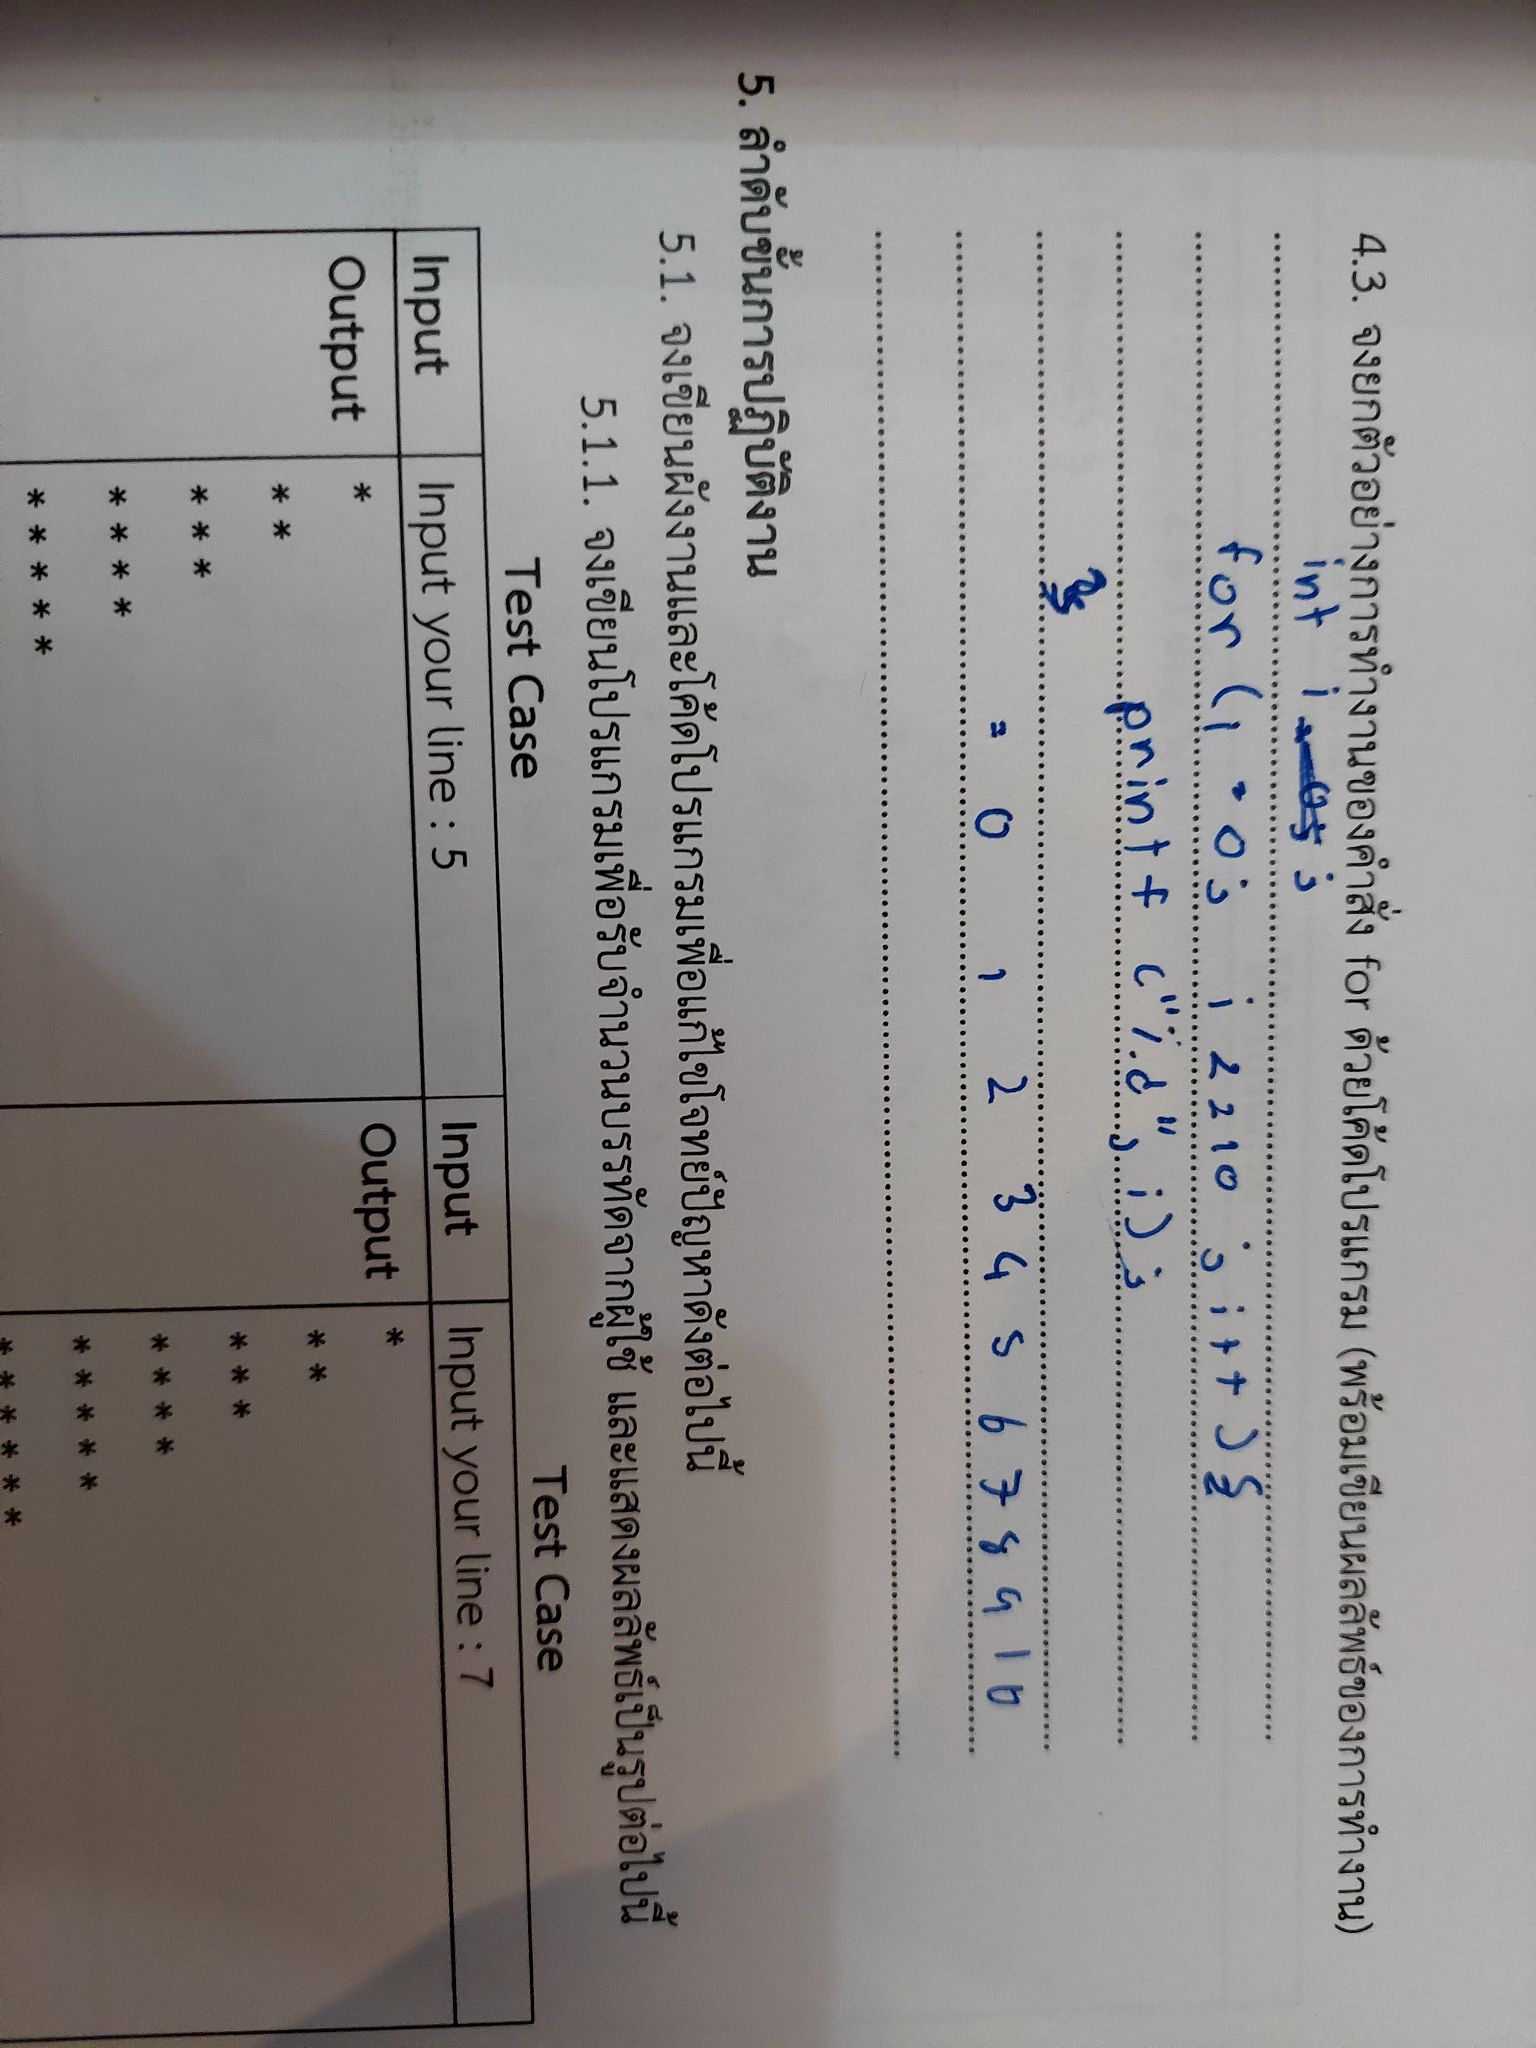 4.3. จงยกตัวอย่างการทำงานของคำสั่ง for ด้วยโค้ดโปรแกรม (พร้อมเขียนผลลัพธ์ของการทำงาน)
int i ;
for (i = 0; i 2210 ; i++ ) {
printf ("%d", i);
}
= 0 1 2 3 4 5 6 7 8 9 10
5. ลำดับขั้นการปฏิบัติงาน
5.1. จงเขียนผังงานและโค้ดโปรแกรมเพื่อแก้ไขโจทย์ปัญหาดังต่อไปนี้
5.1.1. จงเขียนโปรแกรมเพื่อรับจำนวนบรรทัดจากผู้ใช้ และแสดงผลลัพธ์เป็นรูปต่อไปนี้
Test Case Test Case
Input Input your line : 5 Input Input your line : 7
Output * Output *
* * * *
* * * * * *
* * * * * * * *
* * * * * * * * * *
* * * * * *